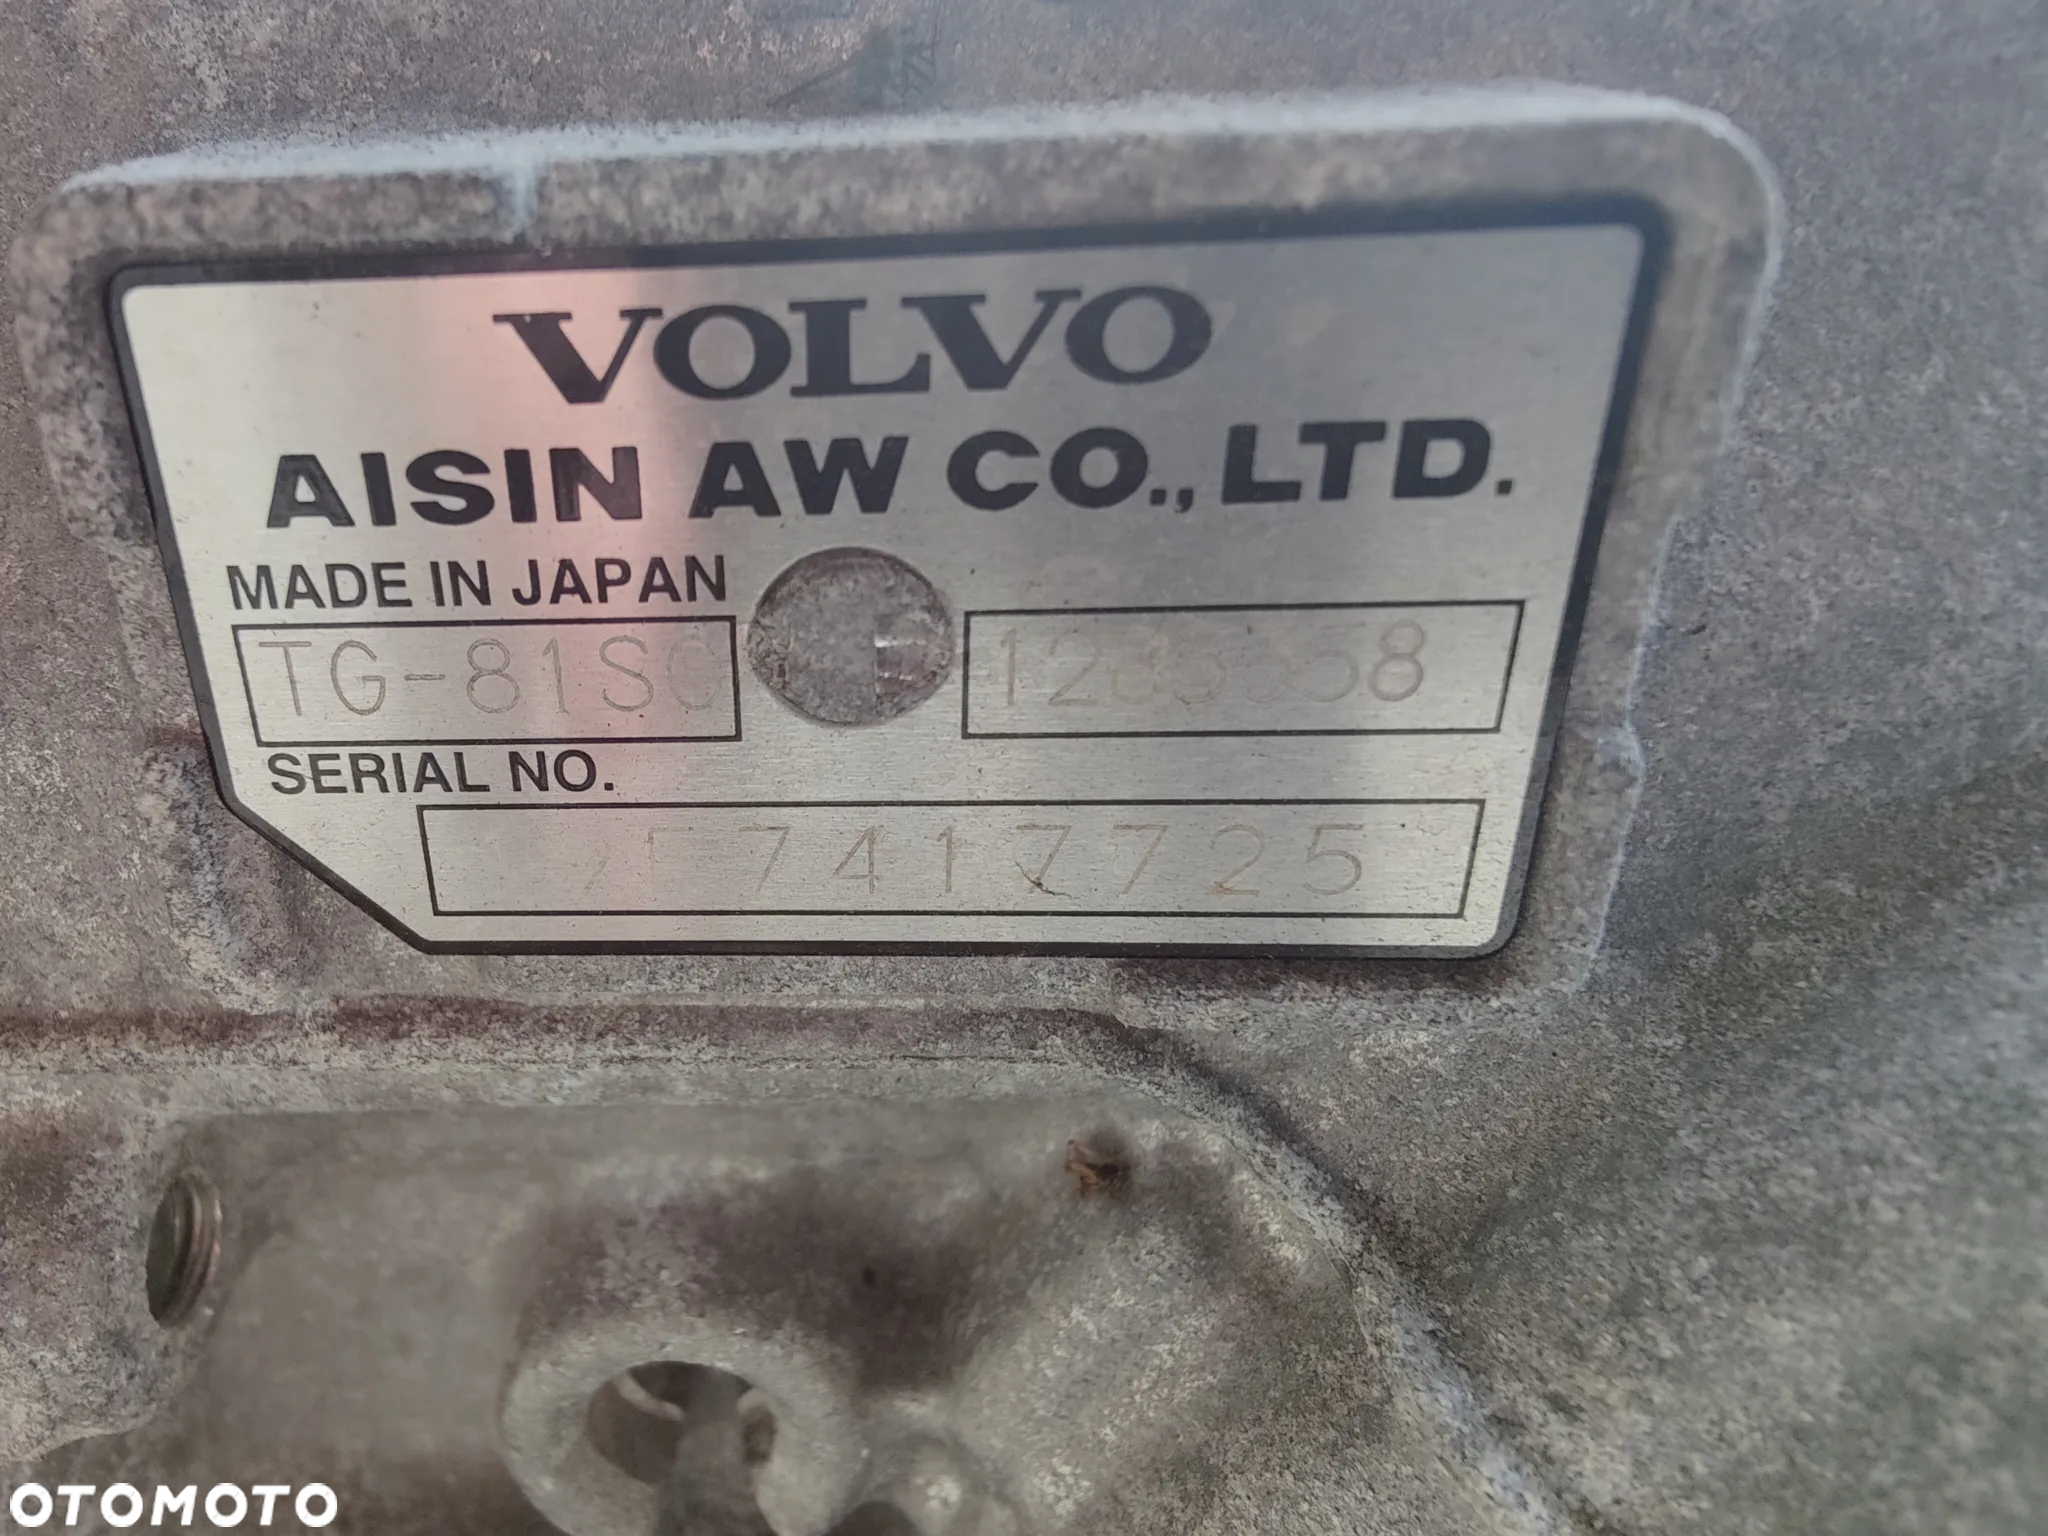 VOLVO
AISIN AW CO., LTD.
MADE IN JAPAN
TG-81SC
SERIAL NO.
OTOMOTO